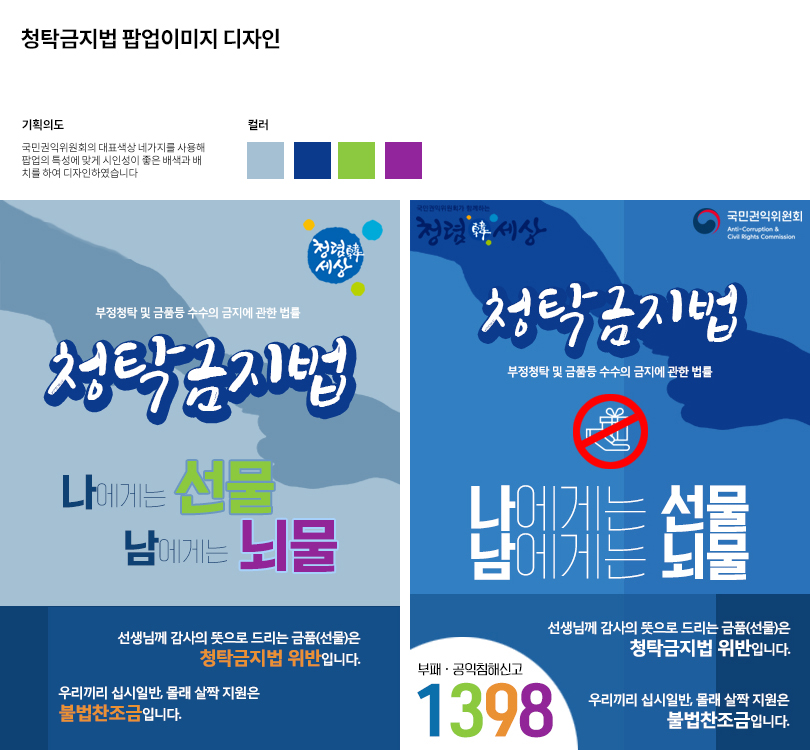 청탁금지법 팝업이미지 디자인
기획의도
국민권익위원회의 대표색상 네가지를 사용해
팝업의 특성에 맞게 시인성이 좋은 배색과 배
치를 하여 디자인하였습니다
컬러
청렴韓
세상
부정청탁 및 금품등 수수의 금지에 관한 법률
청탁금지법
나에게는 선물
남에게는 뇌물
선생님께 감사의 뜻으로 드리는 금품(선물)은
청탁금지법 위반입니다.
우리끼리 십시일반, 몰래 살짝 지원은
불법찬조금입니다.
국민권익위원회가 함께하는
청렴韓세상
국민권익위원회
Anti-Corruption &
Civil Rights Commission
청탁금지법
부정청탁 및 금품등 수수의 금지에 관한 법률
나에게는 선물
남에게는 뇌물
선생님께 감사의 뜻으로 드리는 금품(선물)은
청탁금지법 위반입니다.
부패·공익침해신고
1398
우리끼리 십시일반, 몰래 살짝 지원은
불법찬조금입니다.